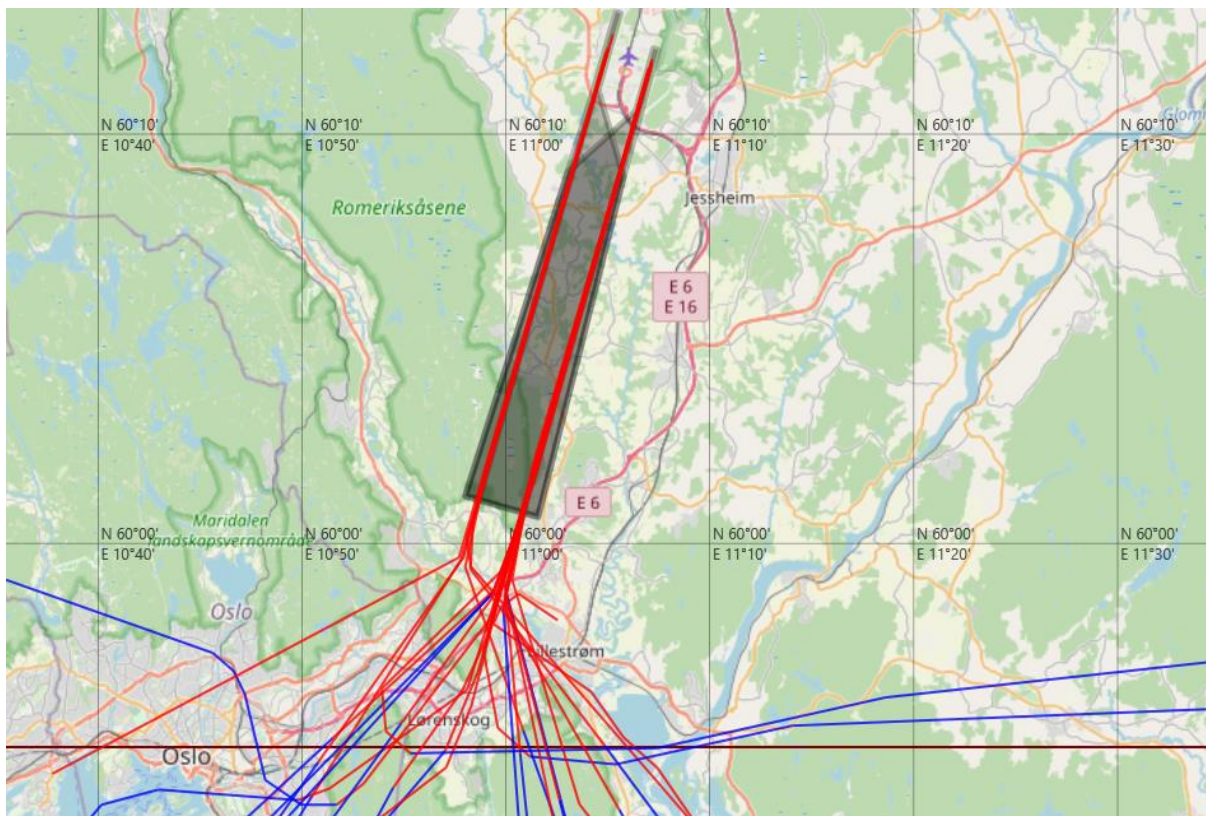 N 60°10'
E 10°40'
N 60°10'
E 10°50'
N 60°10'
E 11°00'
N 60°10'
E 11°10'
N 60°10'
E 11°20'
N 60°10'
E 11°30'
Jessheim
Romeriksåsene
E 6
E 16
E 6
Maridalen
landskapsvernområde
N 60°00'
E 10°40'
N 60°00'
E 10°50'
N 60°00'
E 11°00'
N 60°00'
E 11°10'
N 60°00'
E 11°20'
N 60°00'
E 11°30'
Oslo
Lillestrøm
Lørenskog
Oslo